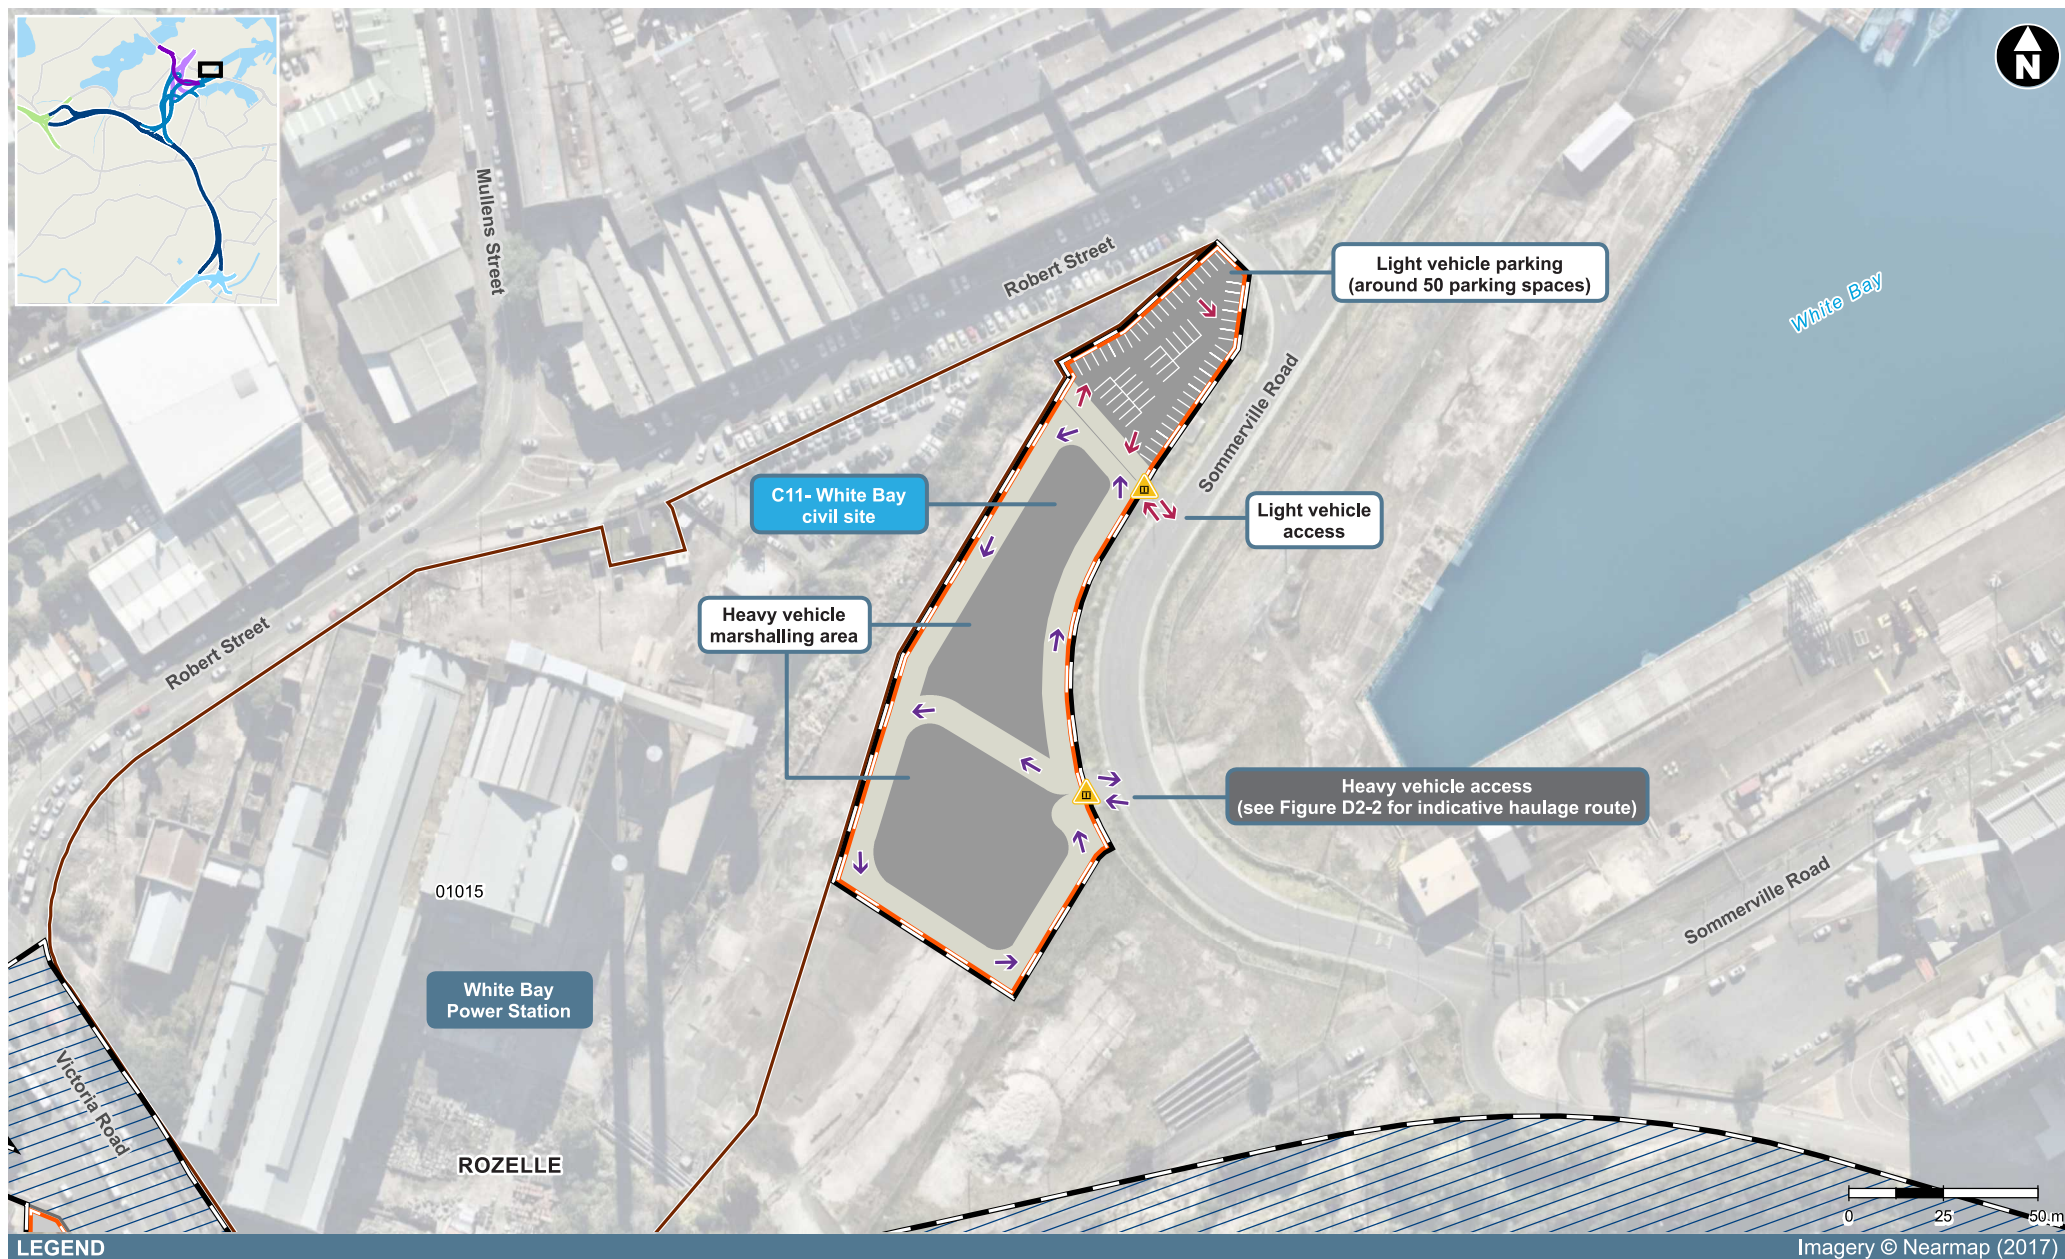 N
Mullens Street
Robert Street
Light vehicle parking
(around 50 parking spaces)
White Bay
Sommerville Road
C11- White Bay
civil site
Light vehicle
access
Heavy vehicle
marshalling area
Robert Street
Heavy vehicle access
(see Figure D2-2 for indicative haulage route)
01015
Sommerville Road
White Bay
Power Station
Victoria Road
ROZELLE
0 25 50 m
LEGEND
Imagery © Nearmap (2017)